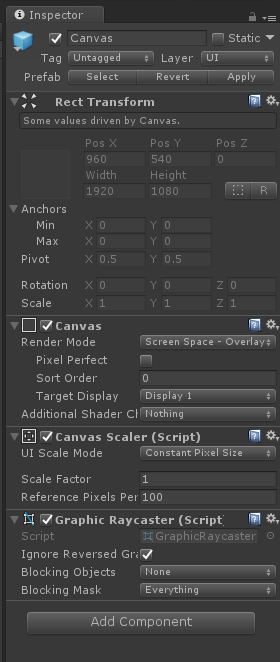 Inspector
Canvas Static
Tag Untagged Layer UI
Prefab Select Revert Apply
Rect Transform
Some values driven by Canvas.
Pos X Pos Y Pos Z
960 540 0
Width Height
1920 1080
R
Anchors
Min X 0 Y 0
Max X 0 Y 0
Pivot X 0.5 Y 0.5
Rotation X 0 Y 0 Z 0
Scale X 1 Y 1 Z 1
Canvas
Render Mode Screen Space - Overlay
Pixel Perfect
Sort Order 0
Target Display Display 1
Additional Shader Ch Nothing
Canvas Scaler (Script)
UI Scale Mode Constant Pixel Size
Scale Factor 1
Reference Pixels Per 100
Graphic Raycaster (Script
Script GraphicRaycaster
Ignore Reversed Gra
Blocking Objects None
Blocking Mask Everything
Add Component